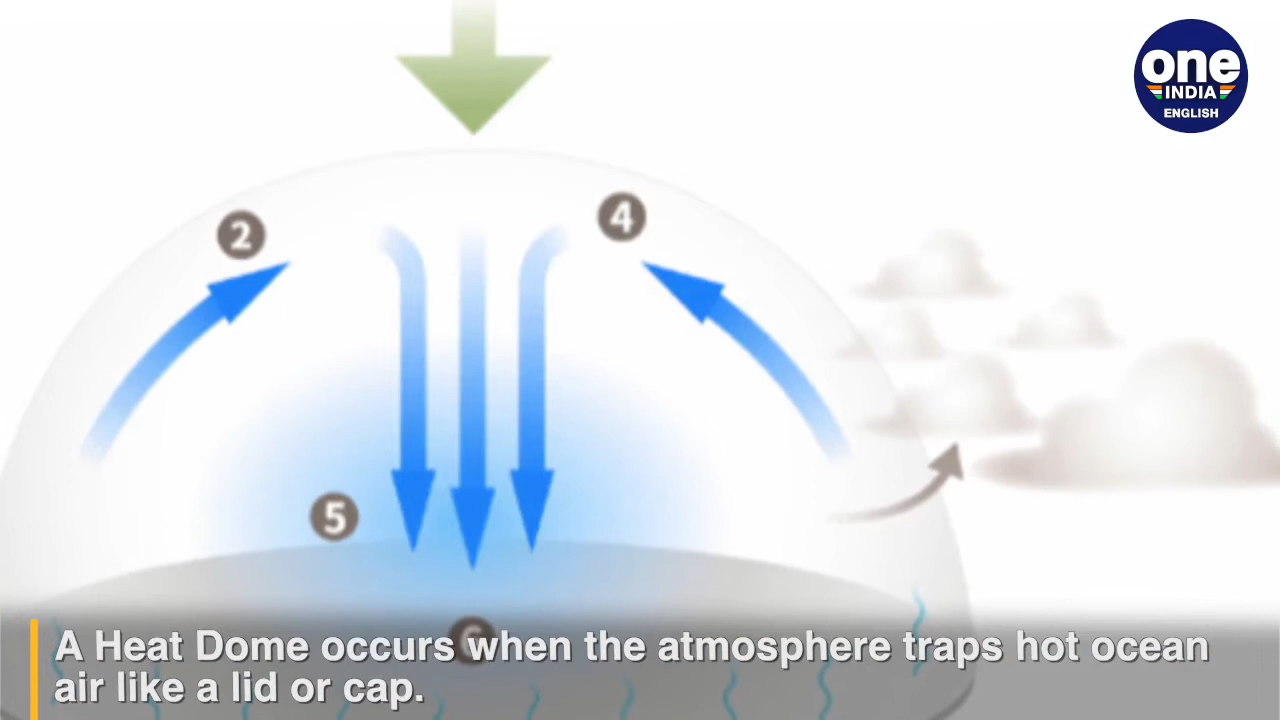 one
INDIA
ENGLISH
2
4
5
6
A Heat Dome occurs when the atmosphere traps hot ocean
air like a lid or cap.